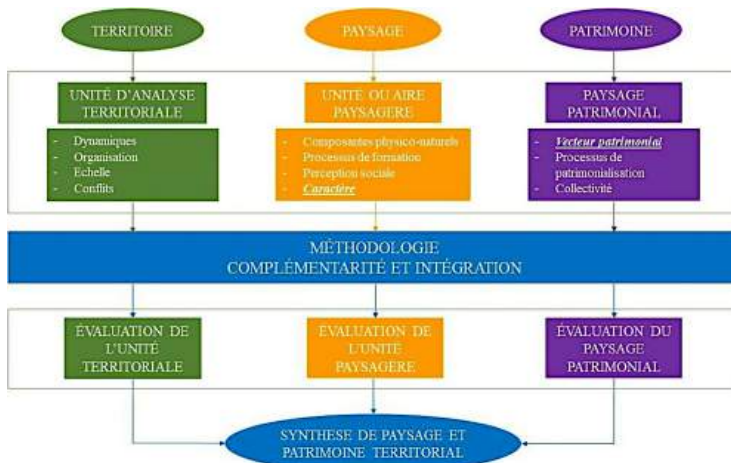 TERRITOIRE
PAYSAGE
PATRIMOINE
UNITÉ D'ANALYSE
TERRITORIALE
- Dynamiques
- Organisation
- Echelle
- Conflits
UNITÉ OU AIRE
PAYSAGÈRE
- Composantes physico-naturels
- Processus de formation
- Perception sociale
- Caractère
PAYSAGE
PATRIMONIAL
- Vecteur patrimonial
- Processus de
patrimonialisation
- Collectivité
MÉTHODOLOGIE
COMPLÉMENTARITÉ ET INTÉGRATION
ÉVALUATION DE
L'UNITÉ
TERRITORIALE
ÉVALUATION DE
L'UNITÉ
PAYSAGÈRE
ÉVALUATION DU
PAYSAGE
PATRIMONIAL
SYNTHESE DE PAYSAGE ET
PATRIMOINE TERRITORIAL